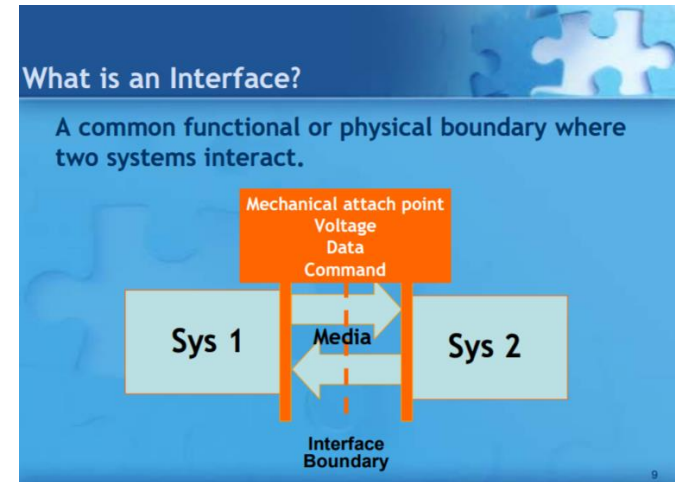 What is an Interface?
A common functional or physical boundary where
two systems interact.
Mechanical attach point
Voltage
Data
Command
Sys 1
Media
Sys 2
Interface
Boundary
9